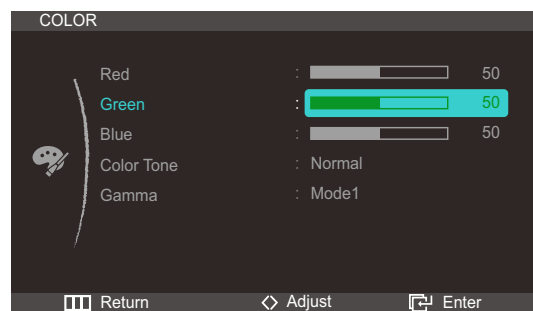 COLOR
Red : 50
Green : 50
Blue : 50
Color Tone : Normal
Gamma : Mode1
Return Adjust Enter